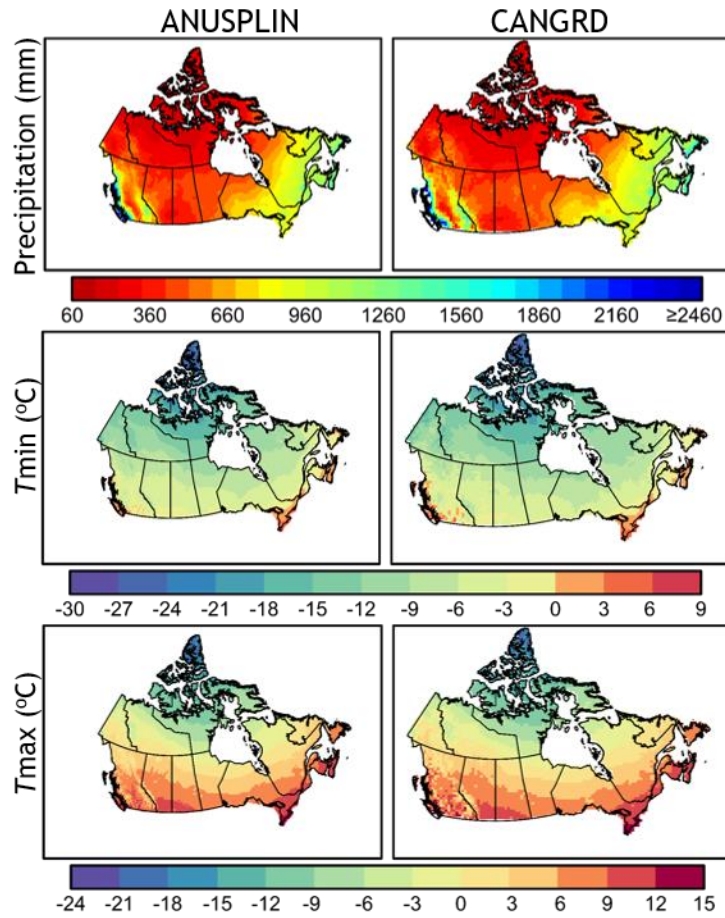 ANUSPLIN CANGRD
Precipitation (mm)
60 360 660 960 1260 1560 1860 2160 ≥2460
Tmin (°C)
-30 -27 -24 -21 -18 -15 -12 -9 -6 -3 0 3 6 9
Tmax (°C)
-24 -21 -18 -15 -12 -9 -6 -3 0 3 6 9 12 15